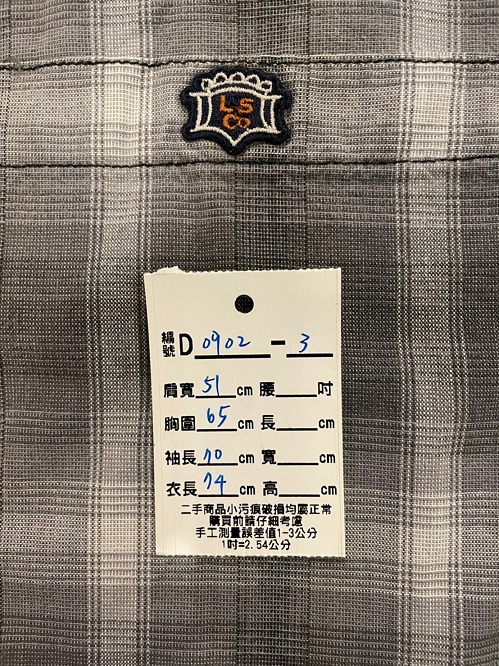 LS
Co
編號 D 0902 - 3
肩寬 51 cm 腰 吋
胸圍 65 cm 長 cm
袖長 70 cm 寬 cm
衣長 74 cm 高 cm
二手商品小污痕破損均屬正常
購買前請仔細考慮
手工測量誤差值1-3公分
1吋=2.54公分